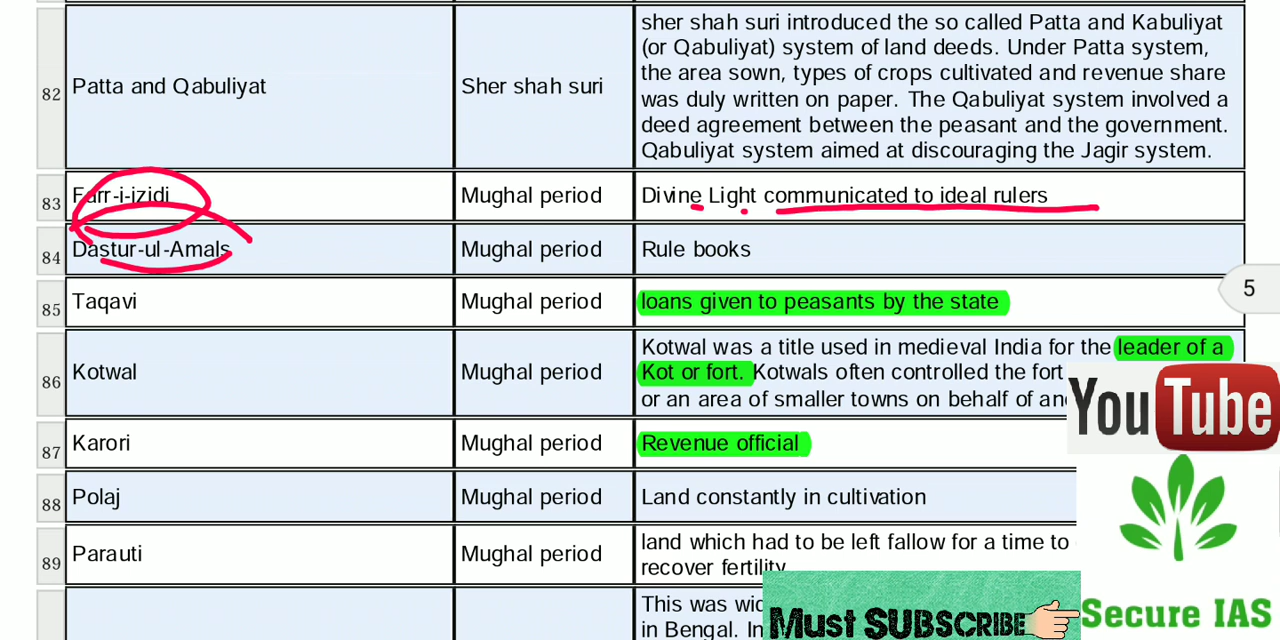 82
Patta and Qabuliyat
Sher shah suri
sher shah suri introduced the so called Patta and Kabuliyat
(or Qabuliyat) system of land deeds. Under Patta system,
the area sown, types of crops cultivated and revenue share
was duly written on paper. The Qabuliyat system involved a
deed agreement between the peasant and the government.
Qabuliyat system aimed at discouraging the Jagir system.
83
Farr-i-izidi
Mughal period
Divine Light communicated to ideal rulers
84
Dastur-ul-Amals
Mughal period
Rule books
85
Taqavi
Mughal period
loans given to peasants by the state
5
86
Kotwal
Mughal period
Kotwal was a title used in medieval India for the leader of a
Kot or fort. Kotwals often controlled the fort
or an area of smaller towns on behalf of
87
Karori
Mughal period
Revenue official
88
Polaj
Mughal period
Land constantly in cultivation
89
Parauti
Mughal period
land which had to be left fallow for a time to
recover fertility
This was
in Bengal.
YouTube
Must SUBSCRIBE
Secure IAS